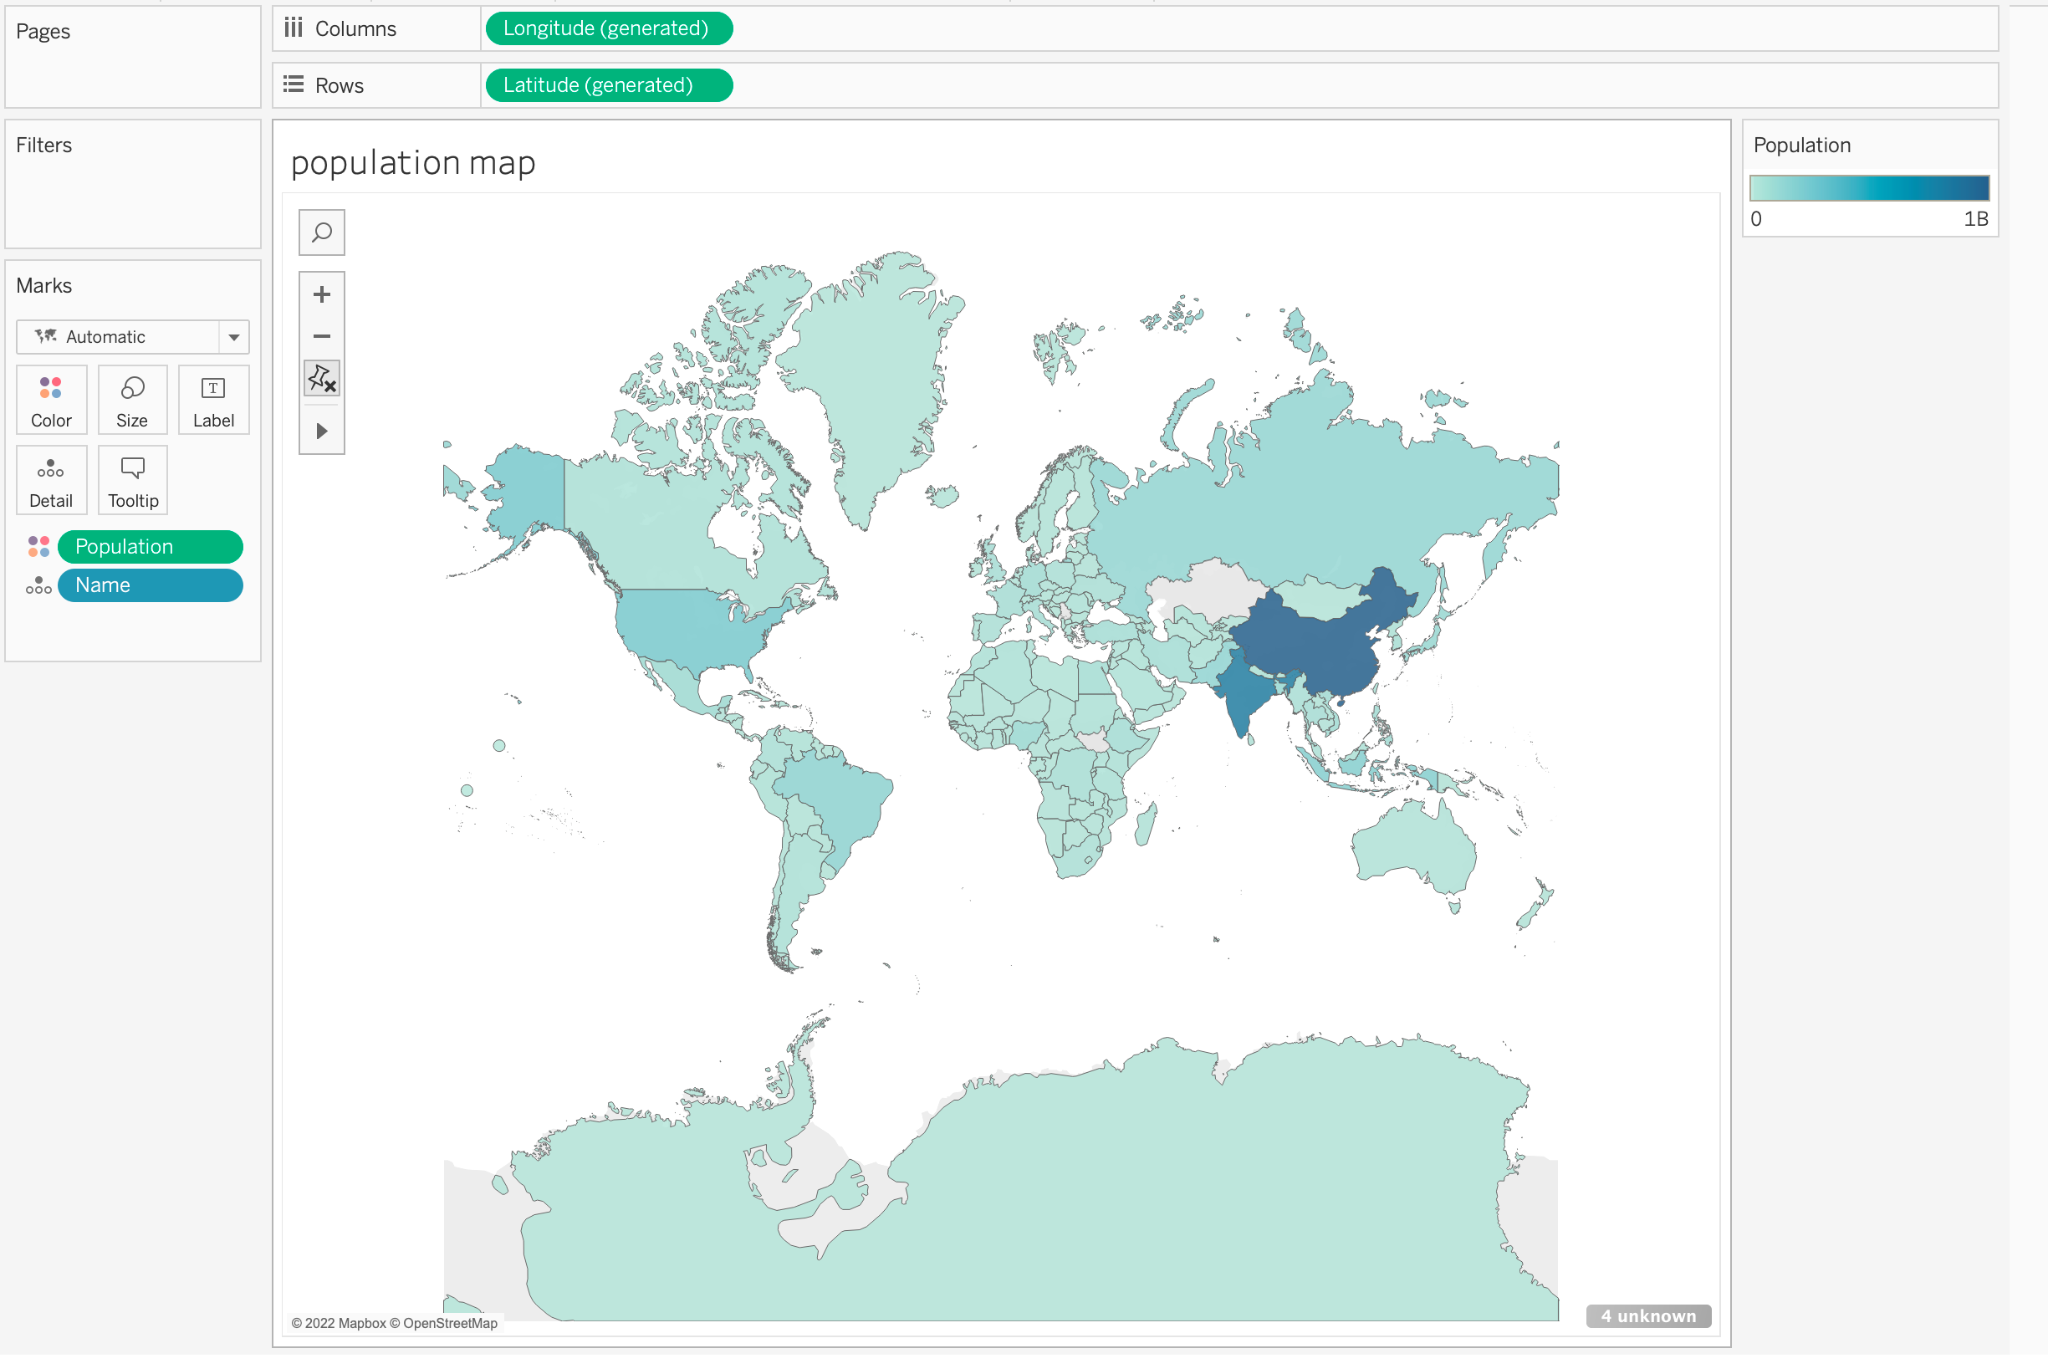 Pages
Columns
Longitude (generated)
Rows
Latitude (generated)
Filters
Marks
Automatic
Color
Size
T
Label
Detail
Tooltip
Population
Name
population map
© 2022 Mapbox © OpenStreetMap
4 unknown
Population
0
1B